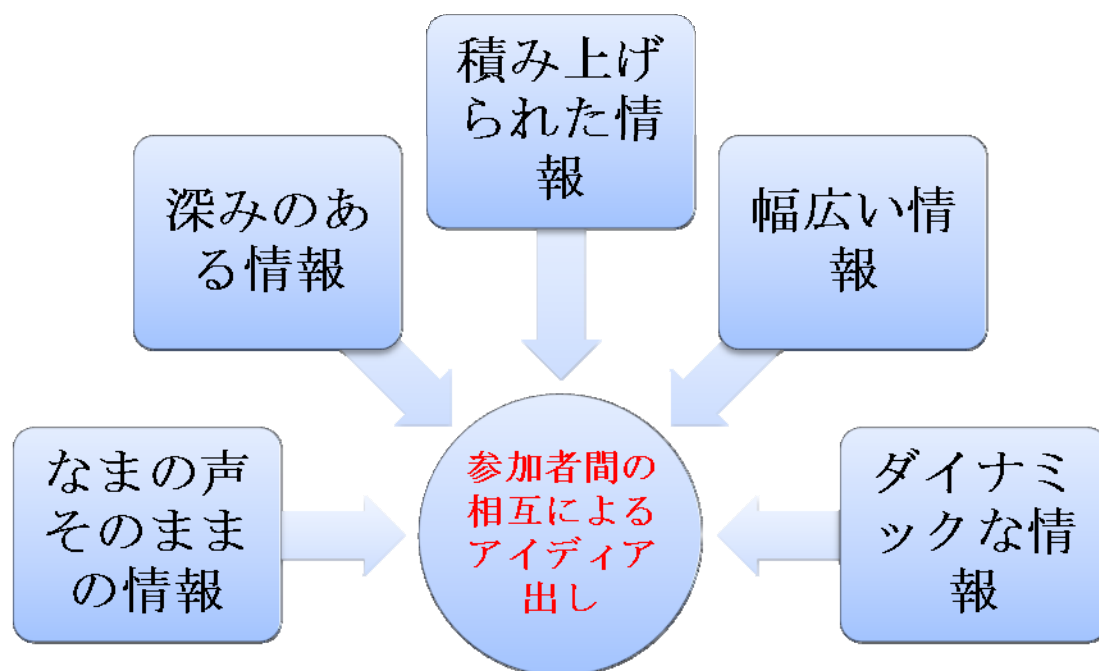 積み上げ
られた情
報
深みのあ
る情報
幅広い情
報
なまの声
そのまま
の情報
参加者間の
相互による
アイディア
出し
ダイナミ
ックな情
報